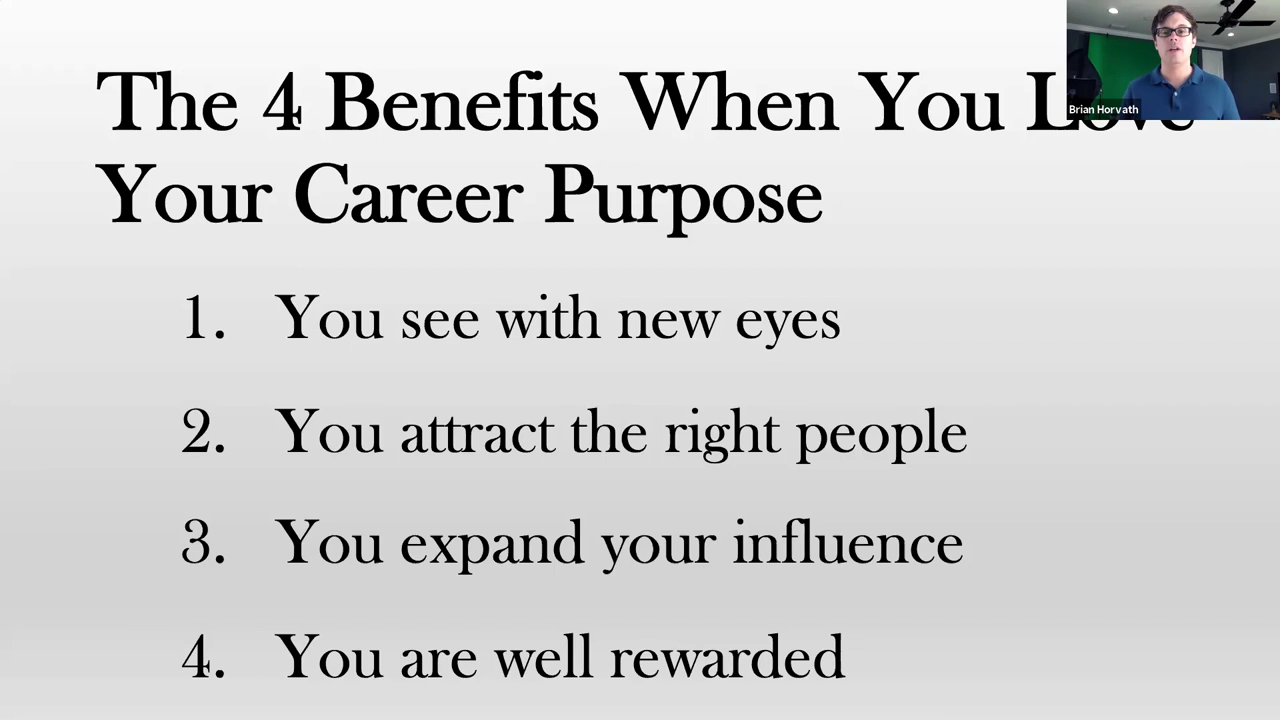 The 4 Benefits When You Love
Your Career Purpose
1. You see with new eyes
2. You attract the right people
3. You expand your influence
4. You are well rewarded
Brian Horvath